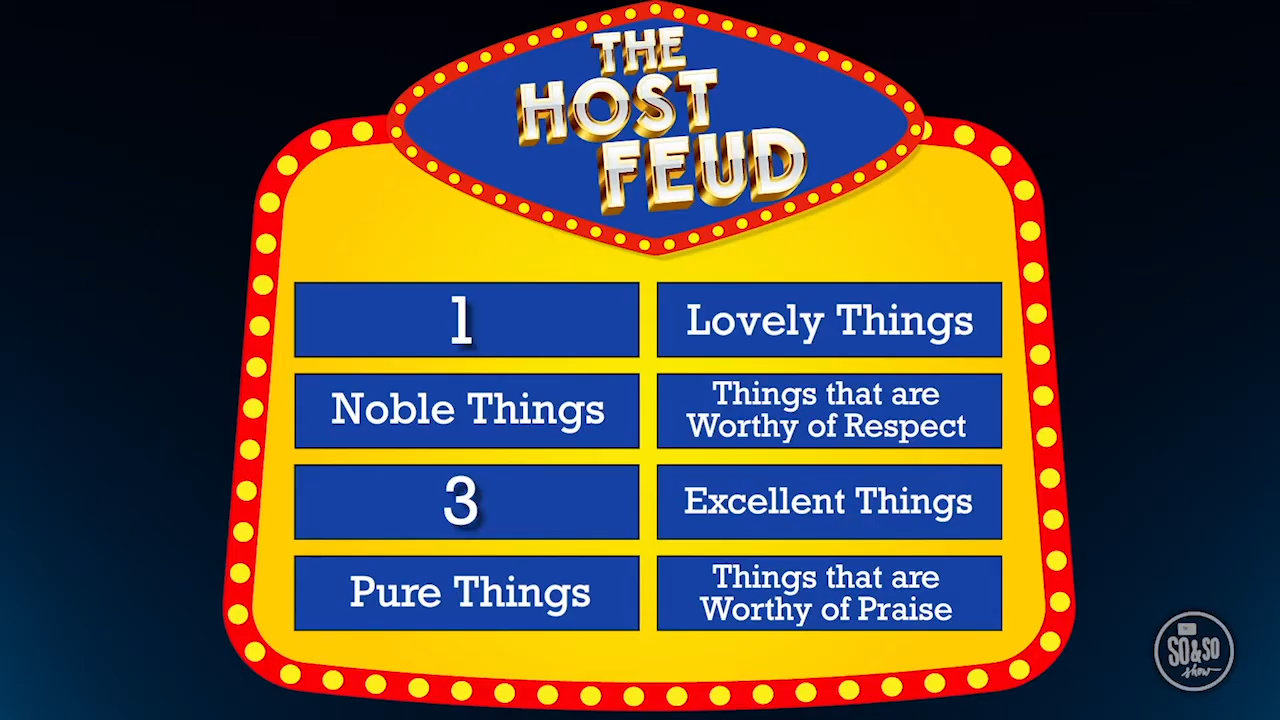 THE
HOST
FEUD
1
Lovely Things
Noble Things
Things that are
Worthy of Respect
3
Excellent Things
Pure Things
Things that are
Worthy of Praise
SO & SO
show